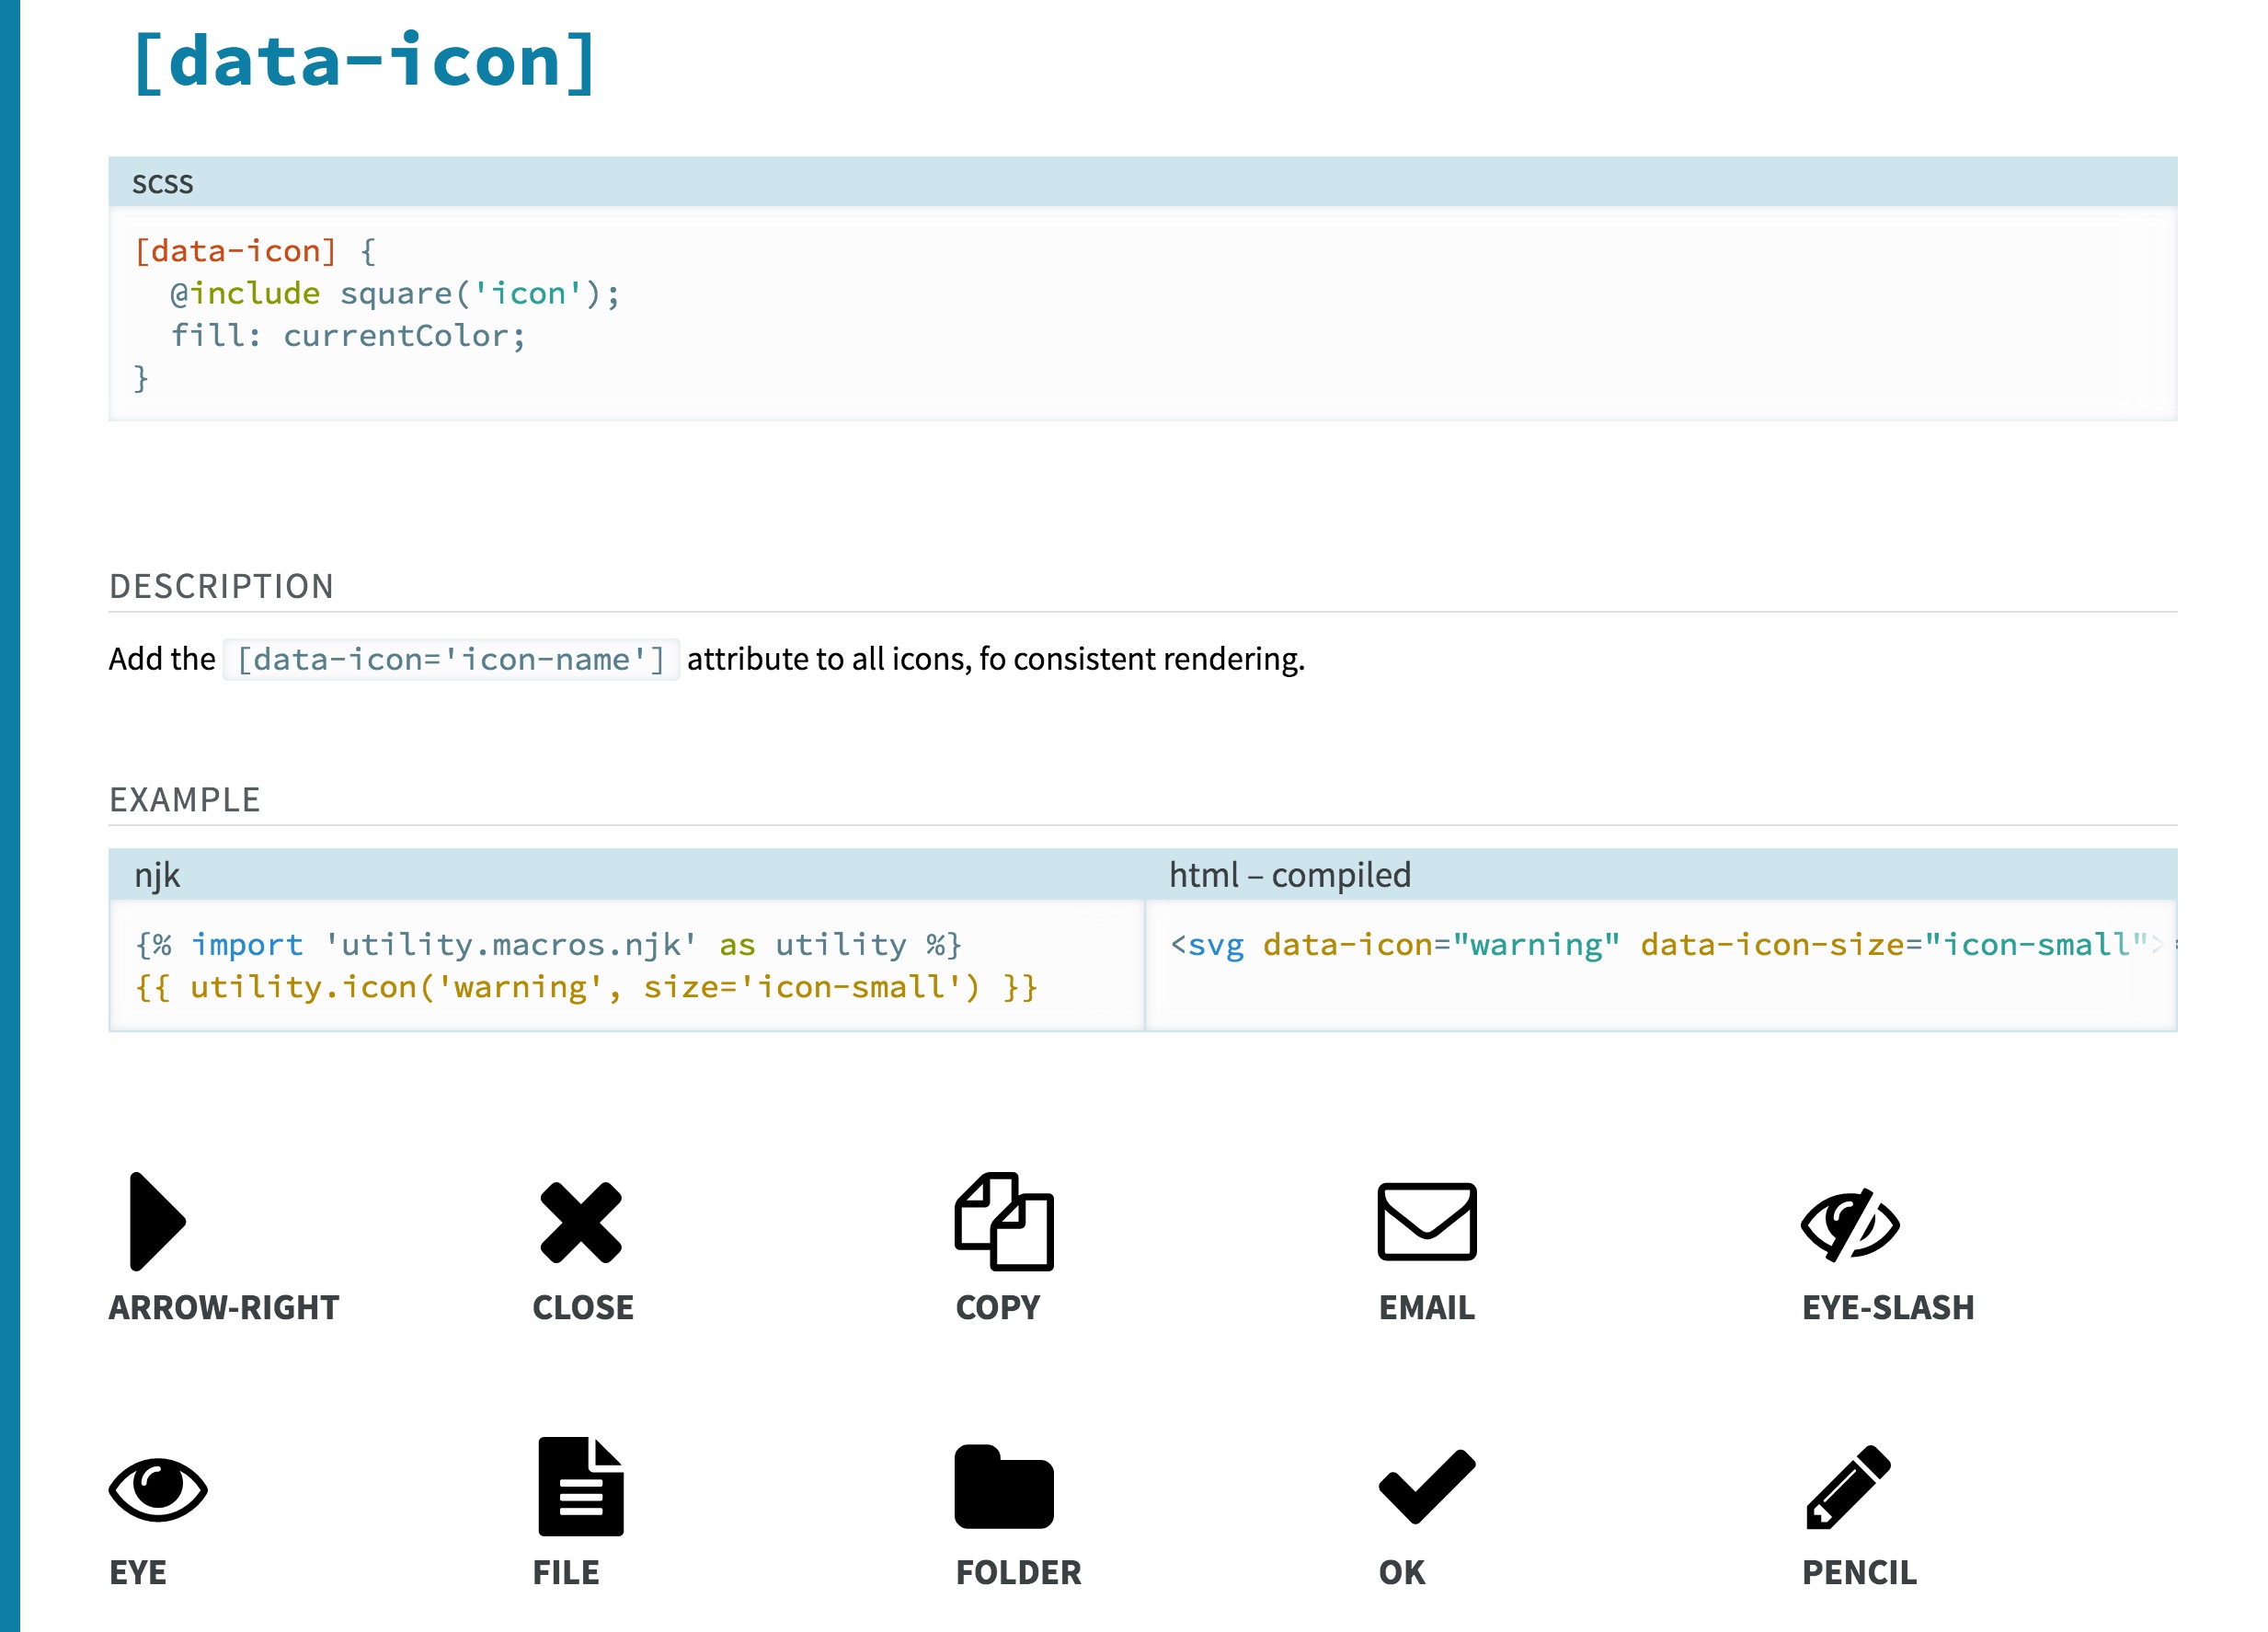 [data-icon]
scss
[data-icon] {
@include square('icon');
fill: currentColor;
}
DESCRIPTION
Add the [data-icon='icon-name'] attribute to all icons, fo consistent rendering.
EXAMPLE
njk
html – compiled
{% import 'utility.macros.njk' as utility %}
{{ utility.icon('warning', size='icon-small') }}
<svg data-icon="warning" data-icon-size="icon-small">
ARROW-RIGHT
CLOSE
COPY
EMAIL
EYE-SLASH
EYE
FILE
FOLDER
OK
PENCIL